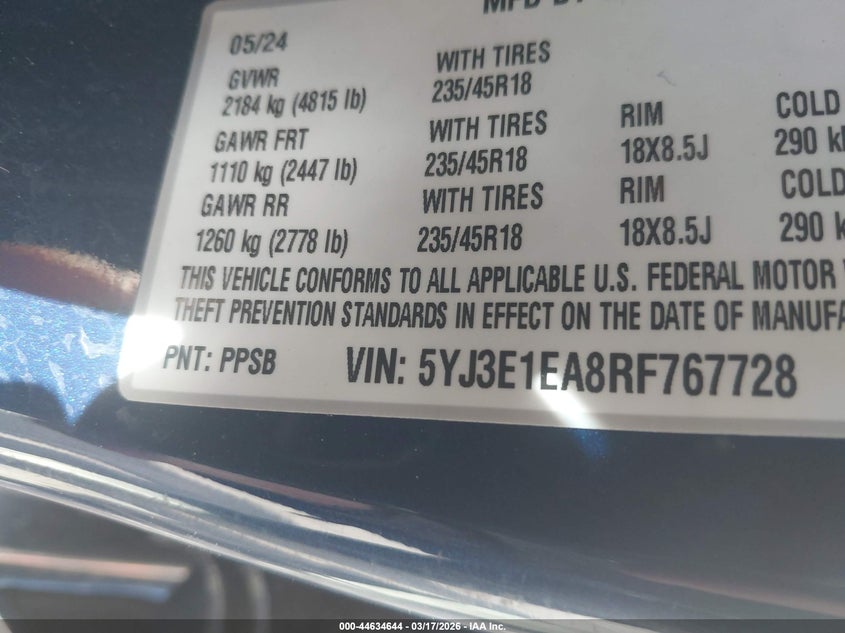 MFD BY
05/24
GVWR WITH TIRES
2184 kg (4815 lb) 235/45R18
GAWR FRT WITH TIRES RIM COLD
1110 kg (2447 lb) 235/45R18 18X8.5J 290
GAWR RR WITH TIRES RIM COLD
1260 kg (2778 lb) 235/45R18 18X8.5J 290
THIS VEHICLE CONFORMS TO ALL APPLICABLE U.S. FEDERAL MOTOR
THEFT PREVENTION STANDARDS IN EFFECT ON THE DATE OF
PNT: PPSB VIN: 5YJ3E1EA8RF767728
000-44634644 / 03/17/2026 - IAA, Inc.